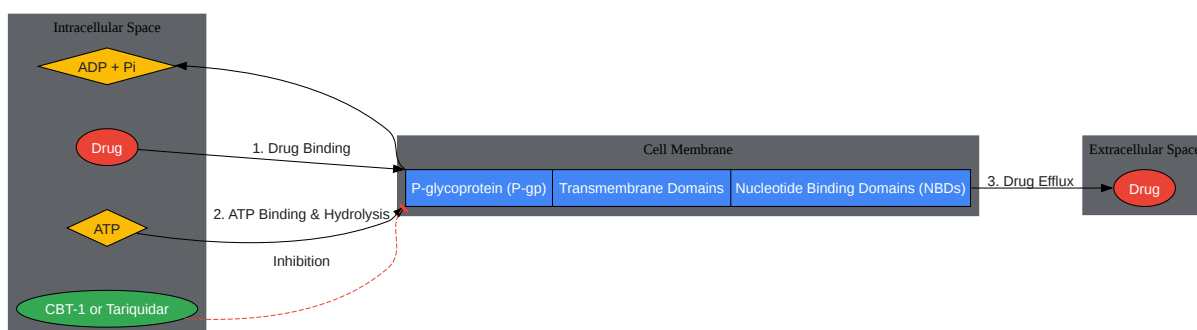 Intracellular Space
ADP + Pi
Drug
1. Drug Binding
ATP
2. ATP Binding & Hydrolysis
Inhibition
CBT-1 or Tariquidar
Cell Membrane
P-glycoprotein (P-gp)
Transmembrane Domains
Nucleotide Binding Domains (NBDs)
3. Drug Efflux
Extracellular Space
Drug